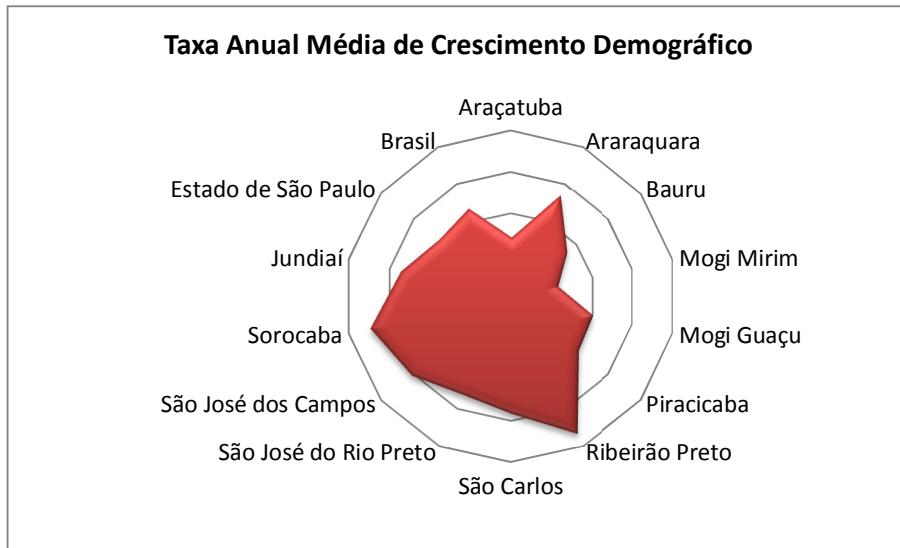 Taxa Anual Média de Crescimento Demográfico
Araçatuba
Araraquara
Bauru
Mogi Mirim
Mogi Guaçu
Piracicaba
Ribeirão Preto
São Carlos
São José do Rio Preto
São José dos Campos
Sorocaba
Jundiaí
Estado de São Paulo
Brasil